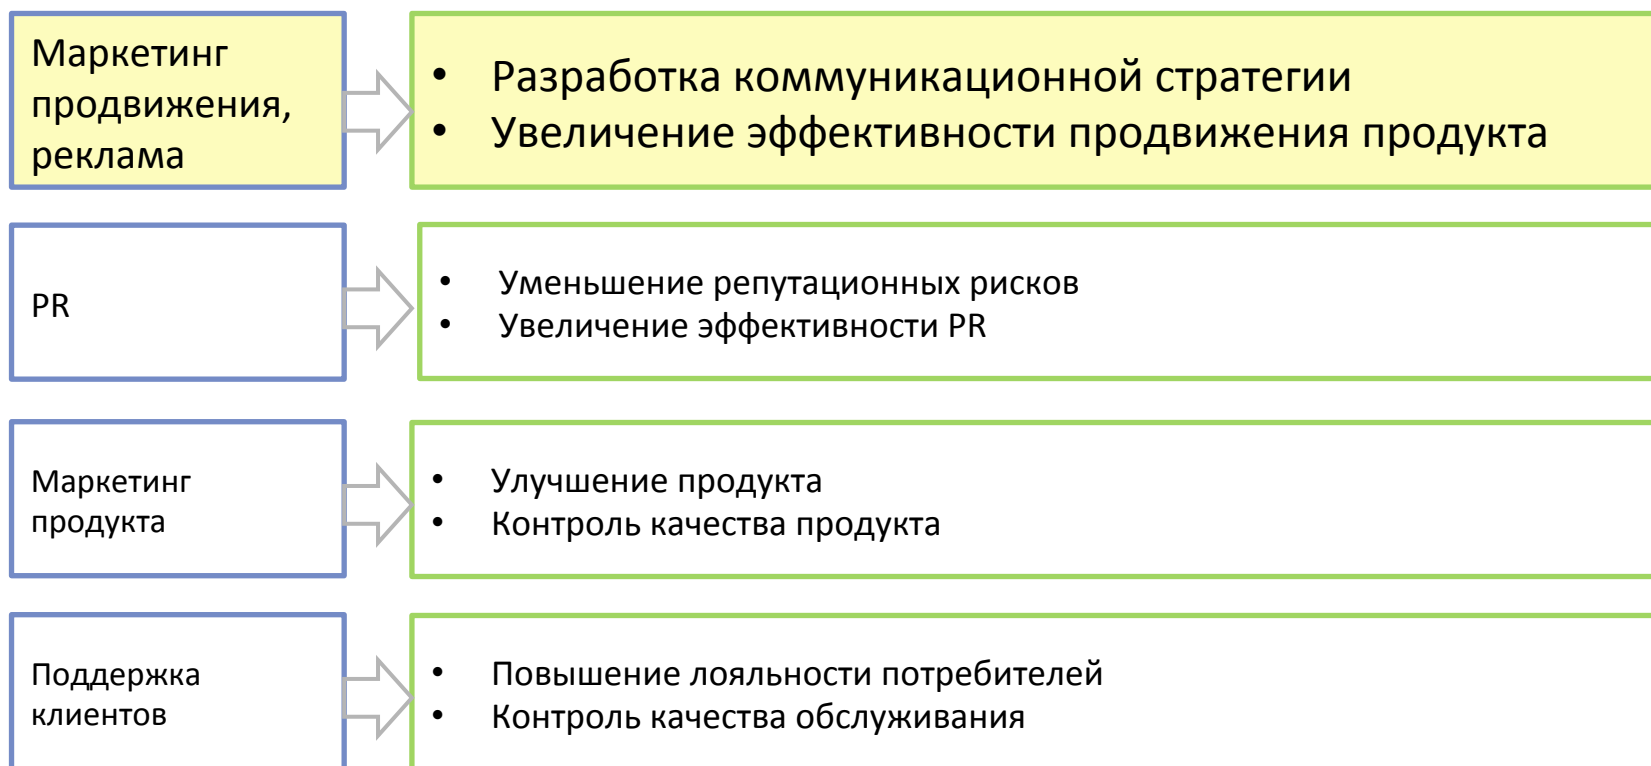 Маркетинг
продвижения,
реклама
• Разработка коммуникационной стратегии
• Увеличение эффективности продвижения продукта
PR
• Уменьшение репутационных рисков
• Увеличение эффективности PR
Маркетинг
продукта
• Улучшение продукта
• Контроль качества продукта
Поддержка
клиентов
• Повышение лояльности потребителей
• Контроль качества обслуживания